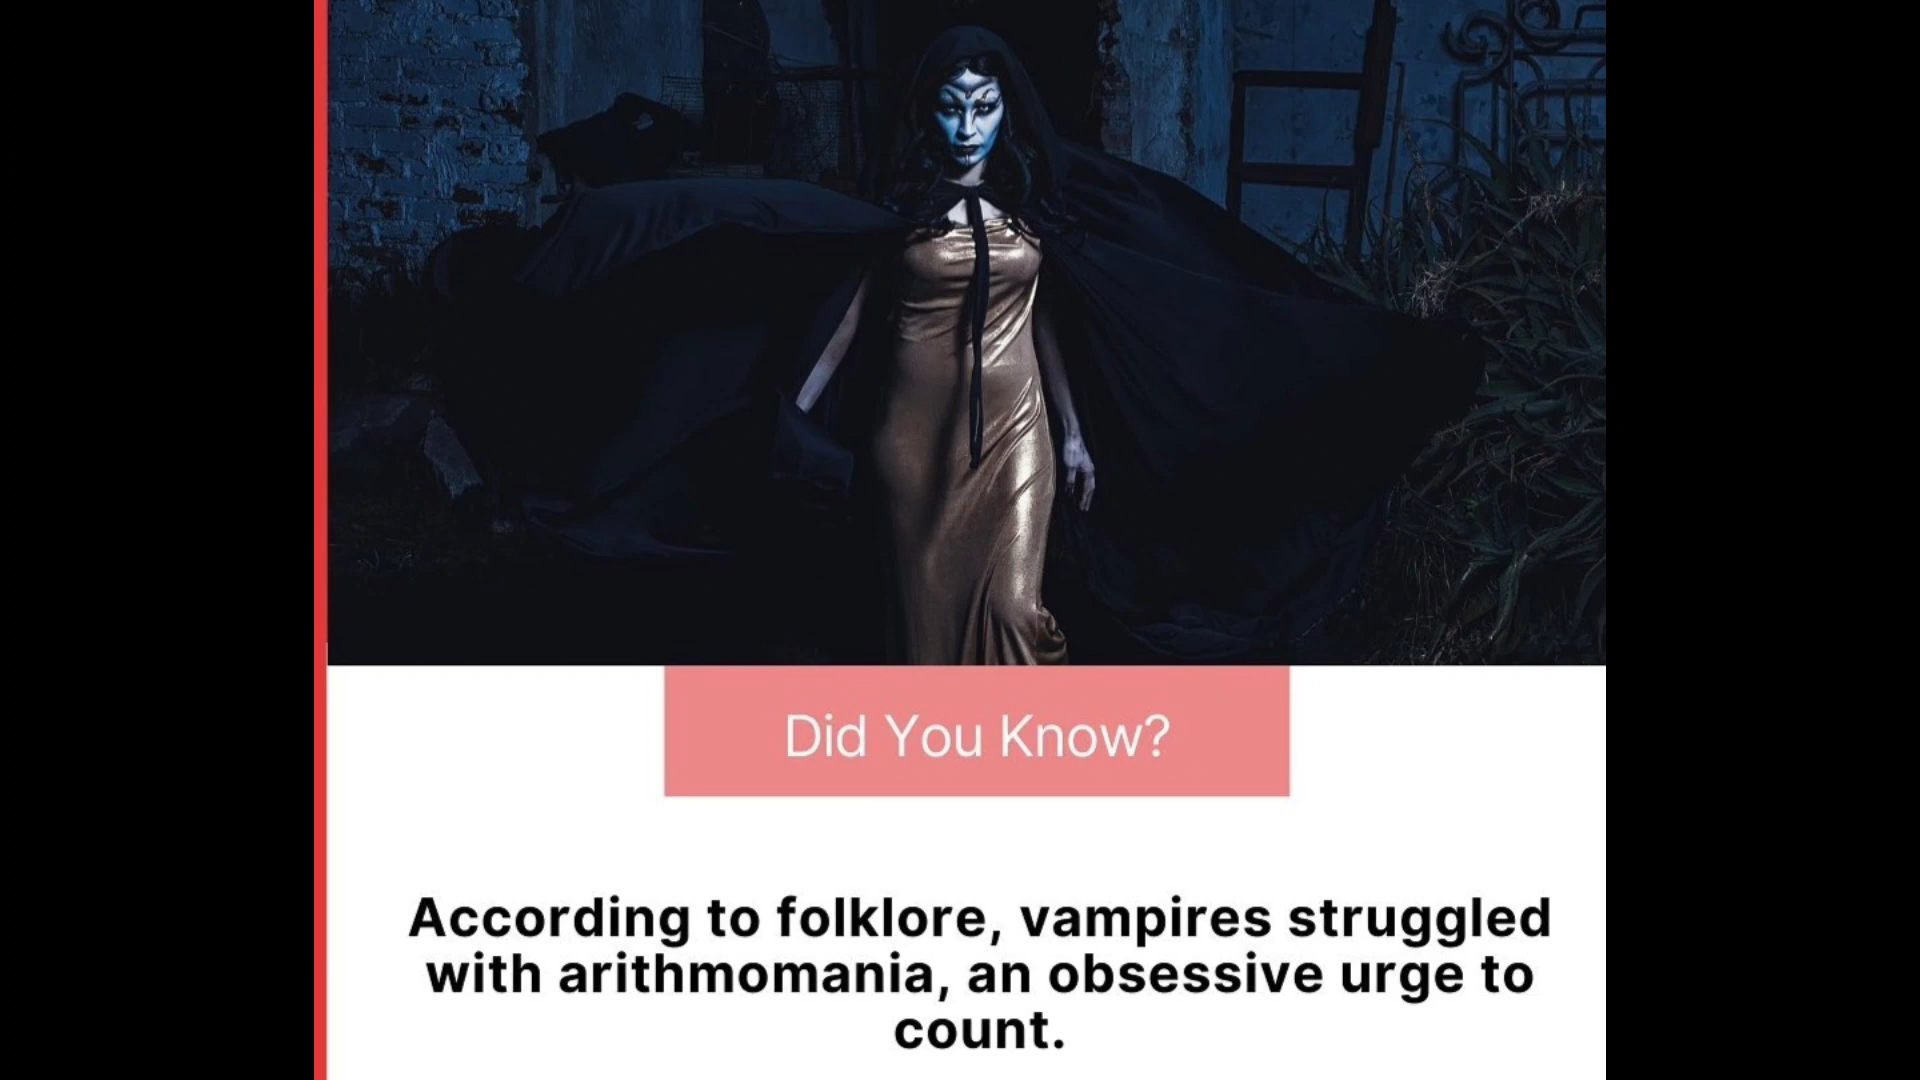 Did You Know?
According to folklore, vampires struggled
with arithmomania, an obsessive urge to
count.